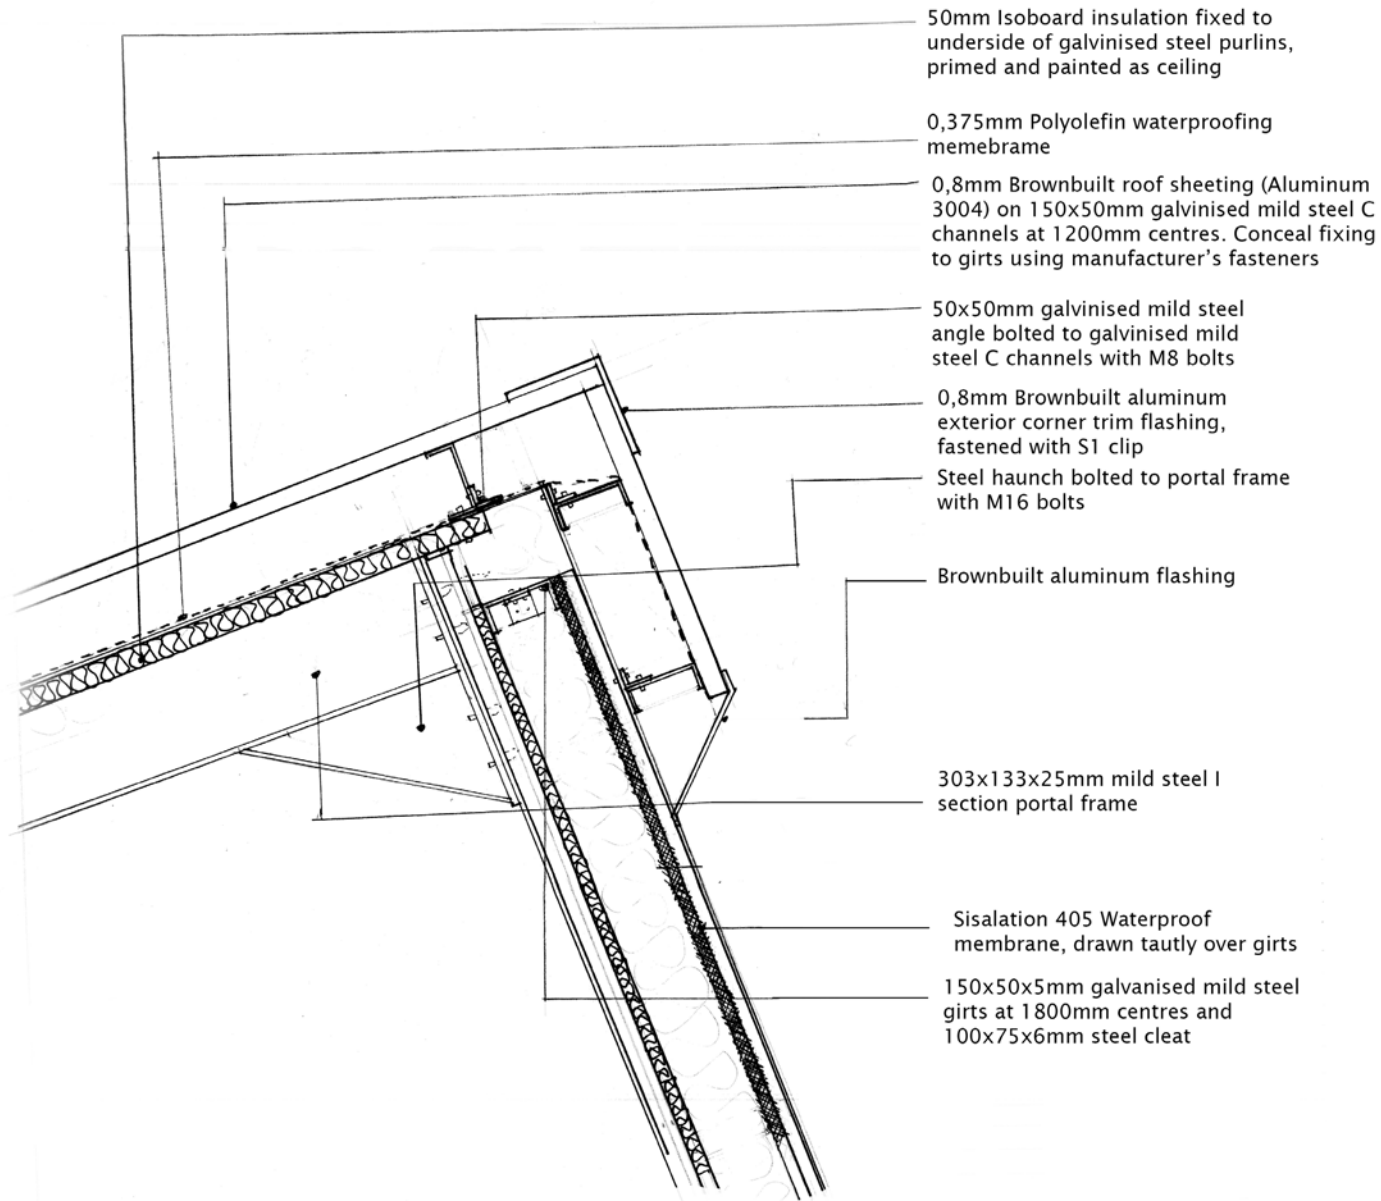 50mm Isoboard insulation fixed to
underside of galvinised steel purlins,
primed and painted as ceiling
0,375mm Polyolefin waterproofing
memebrame
0,8mm Brownbuilt roof sheeting (Aluminum
3004) on 150x50mm galvinised mild steel C
channels at 1200mm centres. Conceal fixing
to girts using manufacturer’s fasteners
50x50mm galvinised mild steel
angle bolted to galvinised mild
steel C channels with M8 bolts
0,8mm Brownbuilt aluminum
exterior corner trim flashing,
fastened with S1 clip
Steel haunch bolted to portal frame
with M16 bolts
Brownbuilt aluminum flashing
303x133x25mm mild steel I
section portal frame
Sisalation 405 Waterproof
membrane, drawn tautly over girts
150x50x5mm galvanised mild steel
girts at 1800mm centres and
100x75x6mm steel cleat